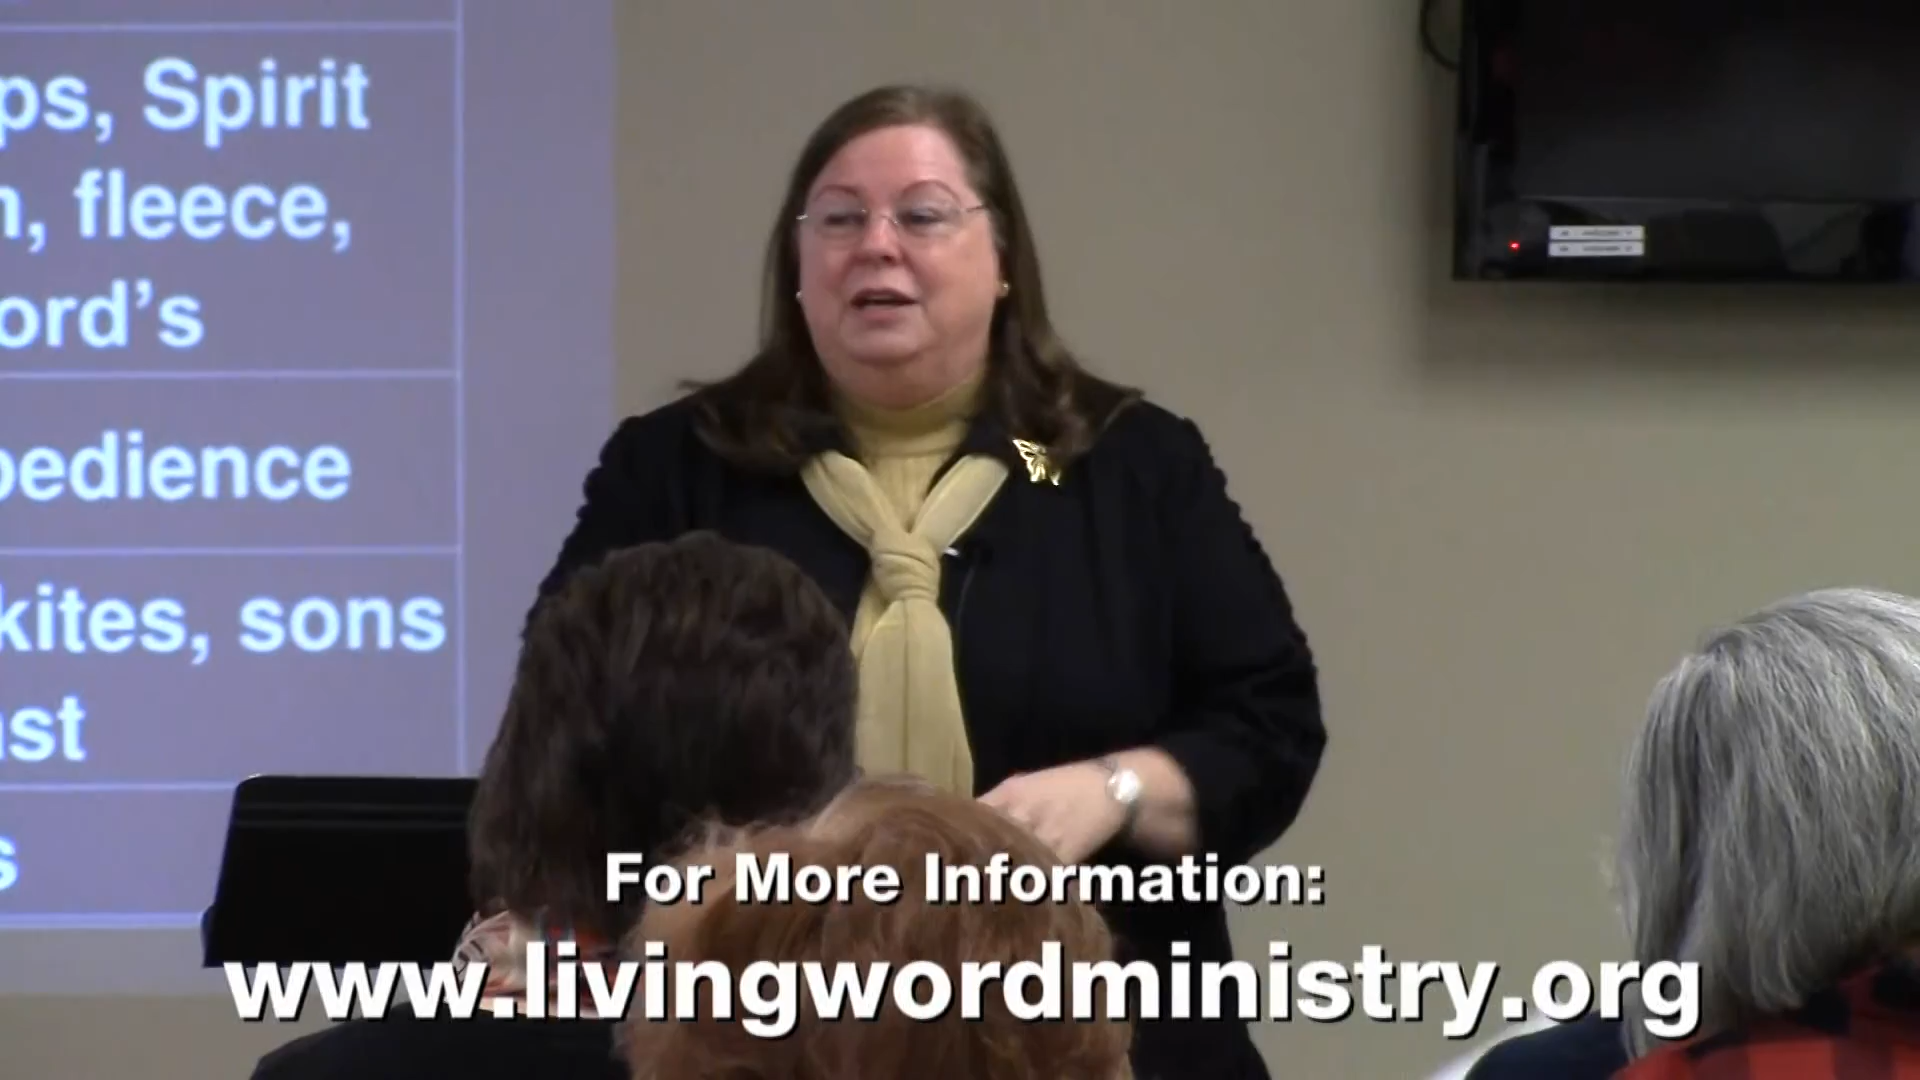 ps, Spirit
n, fleece,
ord's
bedience
kites, sons
ast
s
For More Information:
www.livingwordministry.org